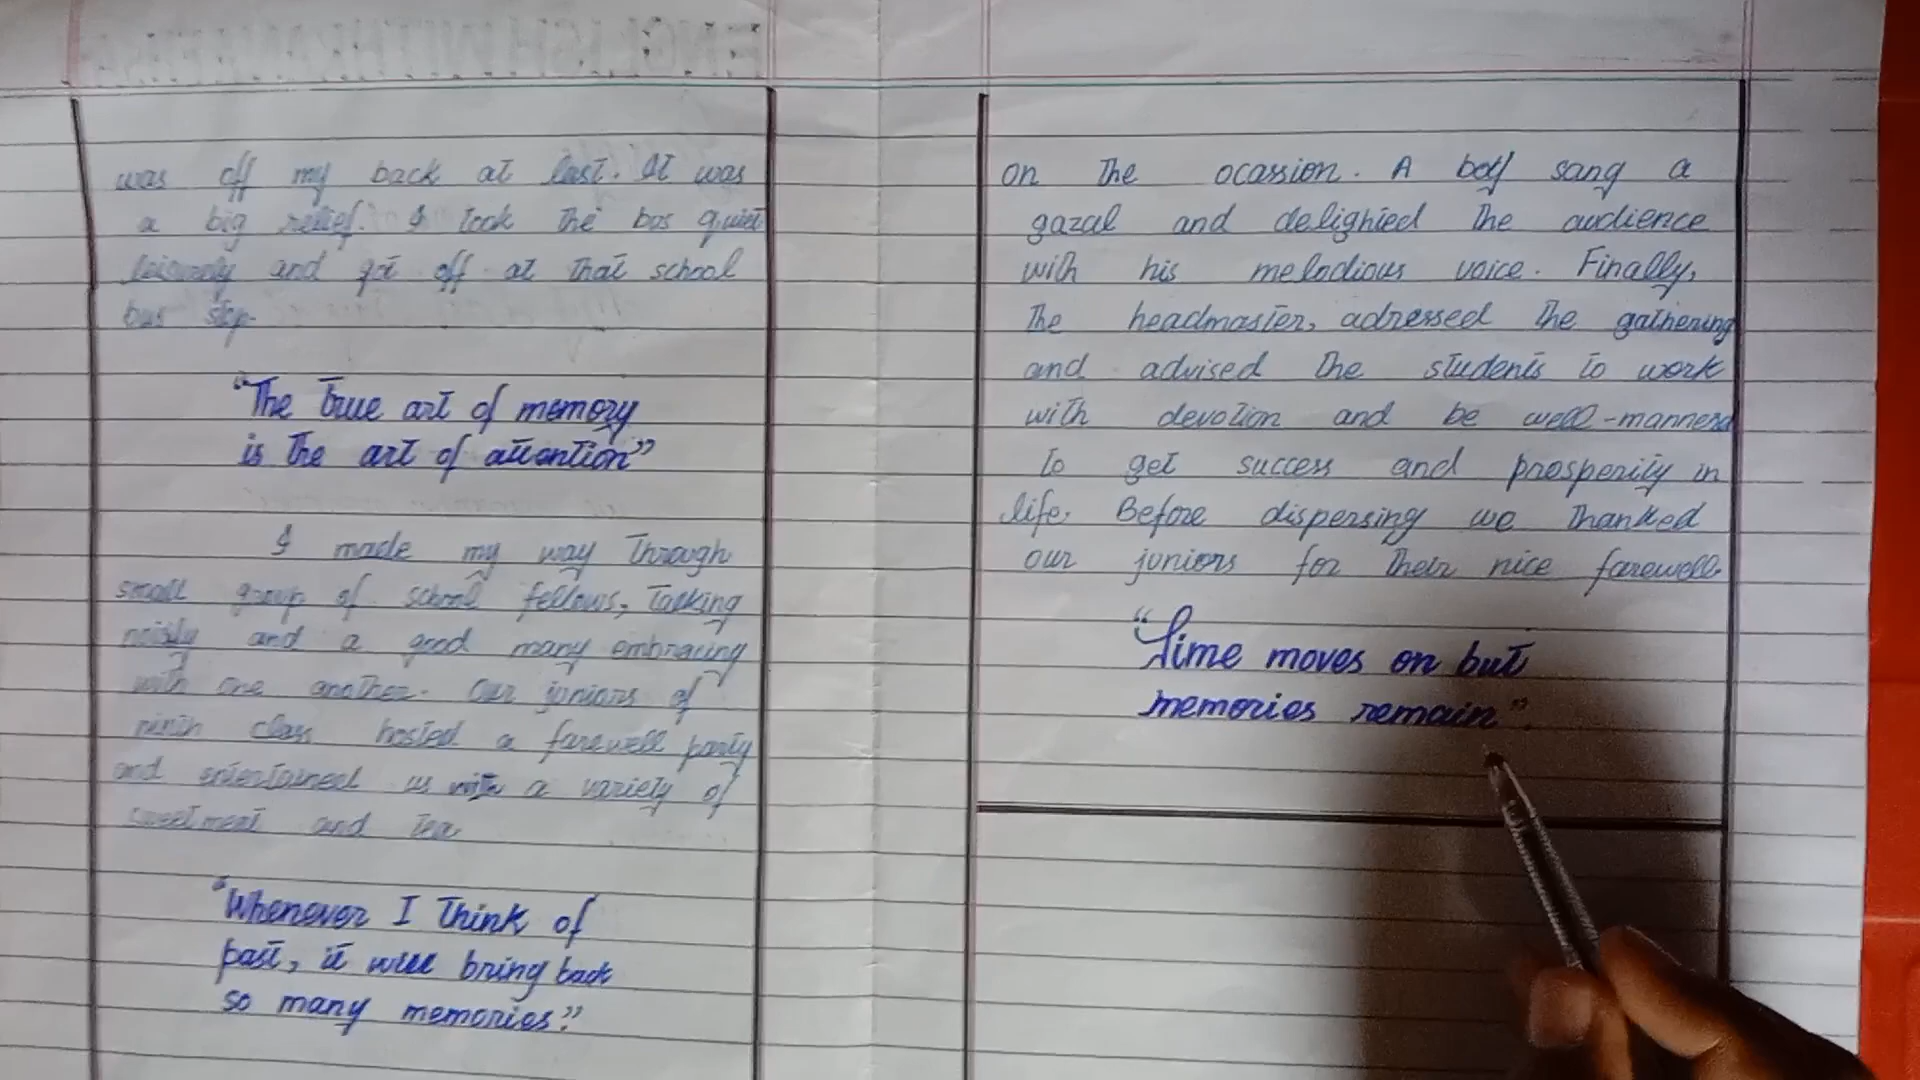 was off my back at last. It was
a big relief. I took the bus quiet
leisurely and got off at that school
bus stop.
"The true art of memory
is the art of attention"
I made my way through
small group of school fellows, talking
noisly and a good many embracing
with one another. Our juniors of
ninth class hosted a farewell party
and entertained us with a variety of
sweetmeat and tea
"Whenever I think of
past, it will bring back
so many memories."
on the ocassion. A boy sang a
gazal and delighted the audience
with his melodious voice. Finally,
the headmaster, adressed the gathering
and advised the students to work
with devotion and be well-mannerd
to get success and prosperity in
life. Before dispersing we thanked
our juniors for their nice farewell.
"Time moves on but
memories remain".